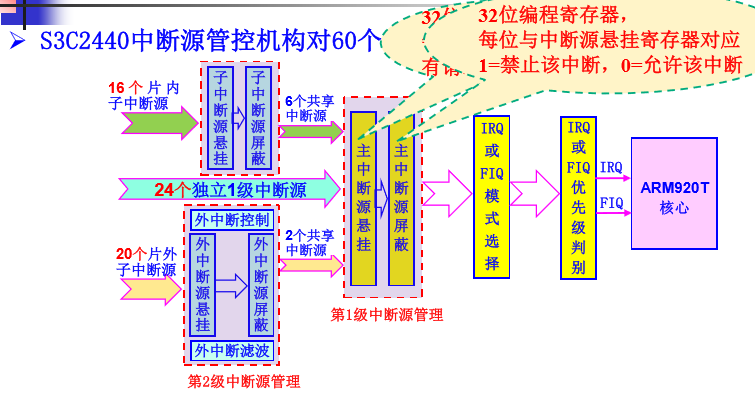 S3C2440中断源管控机构对60个
32位编程寄存器，
每位与中断源悬挂寄存器对应
1=禁止该中断，0=允许该中断
16 个 片 内
子中断源
子中断源悬挂
子中断源屏蔽
6个共享
中断源
24个独立1级中断源
20个片外
子中断源
外中断控制
外中断源悬挂
外中断源屏蔽
外中断滤波
2个共享
中断源
主中断源悬挂
主中断源屏蔽
第1级中断源管理
第2级中断源管理
IRQ
或
FIQ
模
式
选
择
IRQ
或
FIQ
优
先
级
判
别
IRQ
FIQ
ARM920T
核心